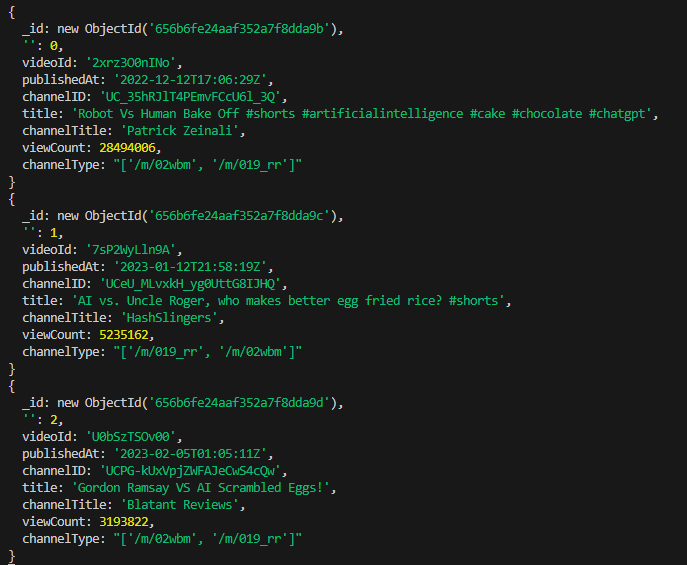 {
  _id: new ObjectId('656b6fe24aaf352a7f8dda9b'),
  '': 0,
  videoId: '2xrz3O0nINo',
  publishedAt: '2022-12-12T17:06:29Z',
  channelID: 'UC_35hRJlT4PEmvFCcU6l_3Q',
  title: 'Robot Vs Human Bake Off #shorts #artificialintelligence #cake #chocolate #chatgpt',
  channelTitle: 'Patrick Zeinali',
  viewCount: 28494006,
  channelType: "['/m/02wbm', '/m/019_rr']"
}
{
  _id: new ObjectId('656b6fe24aaf352a7f8dda9c'),
  '': 1,
  videoId: '7sP2WyLln9A',
  publishedAt: '2023-01-12T21:58:19Z',
  channelID: 'UCeU_MLvxkH_yg0UttG8IJHQ',
  title: 'AI vs. Uncle Roger, who makes better egg fried rice? #shorts',
  channelTitle: 'HashSlingers',
  viewCount: 5235162,
  channelType: "['/m/019_rr', '/m/02wbm']"
}
{
  _id: new ObjectId('656b6fe24aaf352a7f8dda9d'),
  '': 2,
  videoId: 'U0bSzTSOv00',
  publishedAt: '2023-02-05T01:05:11Z',
  channelID: 'UCPG-kUxVpjZWFAJeCwS4cQw',
  title: 'Gordon Ramsay VS AI Scrambled Eggs!',
  channelTitle: 'Blatant Reviews',
  viewCount: 3193822,
  channelType: "['/m/02wbm', '/m/019_rr']"
}